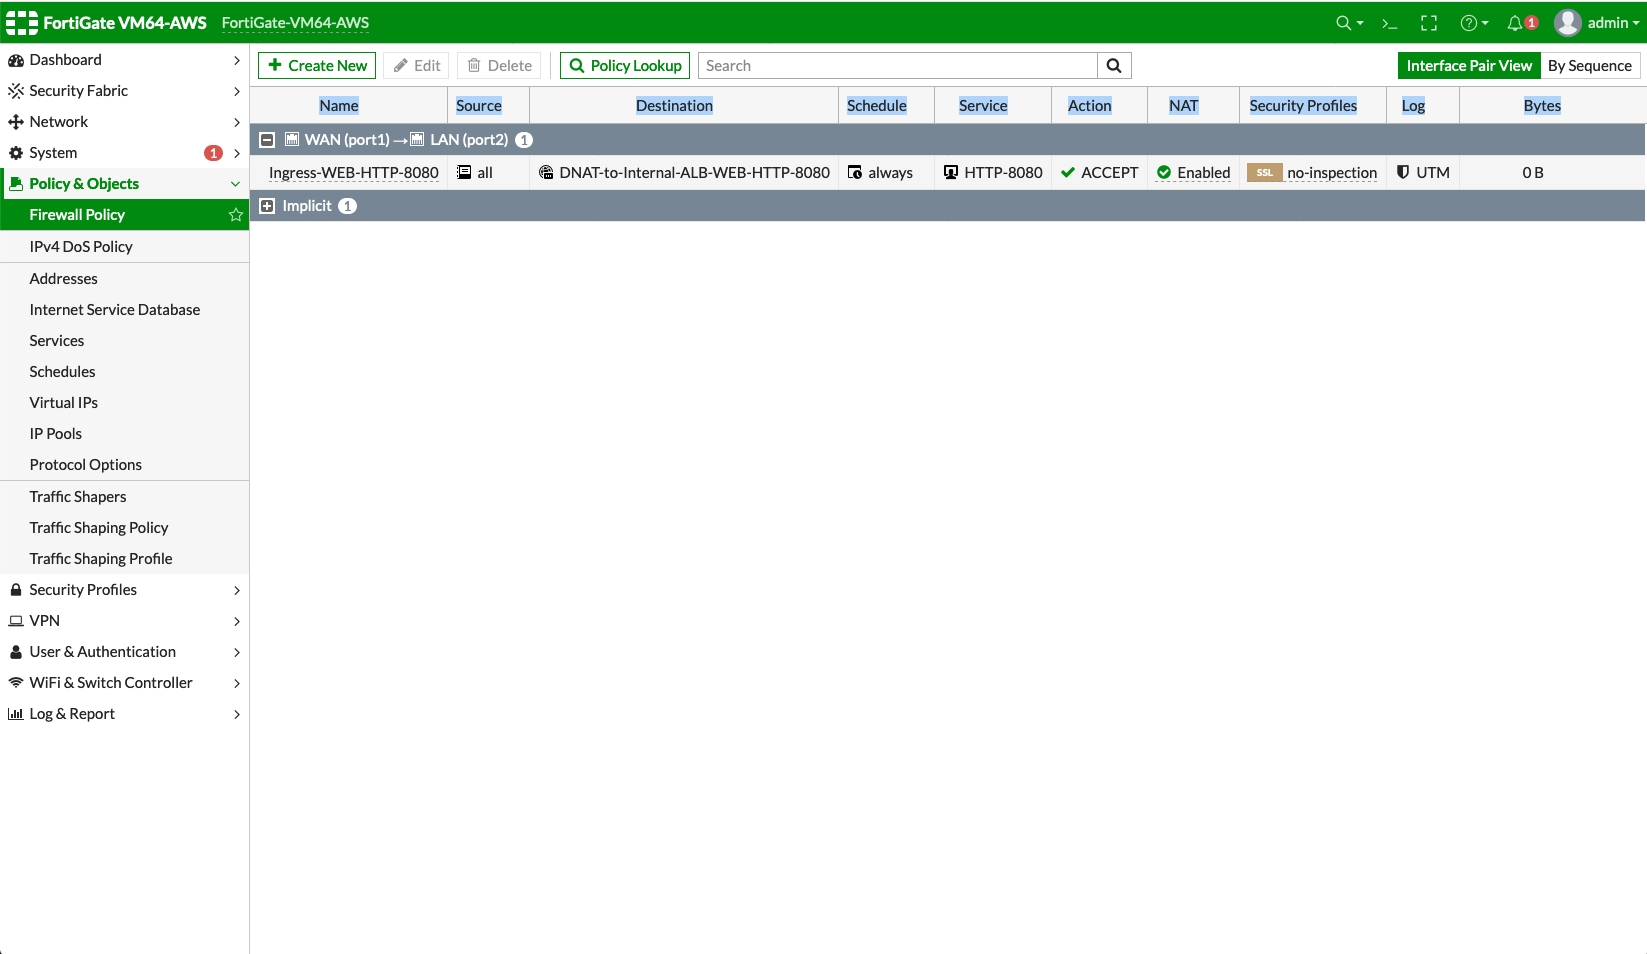 FortiGate VM64-AWS FortiGate-VM64-AWS >_ 1 admin
Dashboard
Security Fabric
Network
System 1
Policy & Objects
Firewall Policy
IPv4 DoS Policy
Addresses
Internet Service Database
Services
Schedules
Virtual IPs
IP Pools
Protocol Options
Traffic Shapers
Traffic Shaping Policy
Traffic Shaping Profile
Security Profiles
VPN
User & Authentication
WiFi & Switch Controller
Log & Report
Create New Edit Delete Policy Lookup Search Interface Pair View By Sequence
Name Source Destination Schedule Service Action NAT Security Profiles Log Bytes
WAN (port1) → LAN (port2) 1
Ingress-WEB-HTTP-8080 all DNAT-to-Internal-ALB-WEB-HTTP-8080 always HTTP-8080 ACCEPT Enabled SSL no-inspection UTM 0 B
Implicit 1